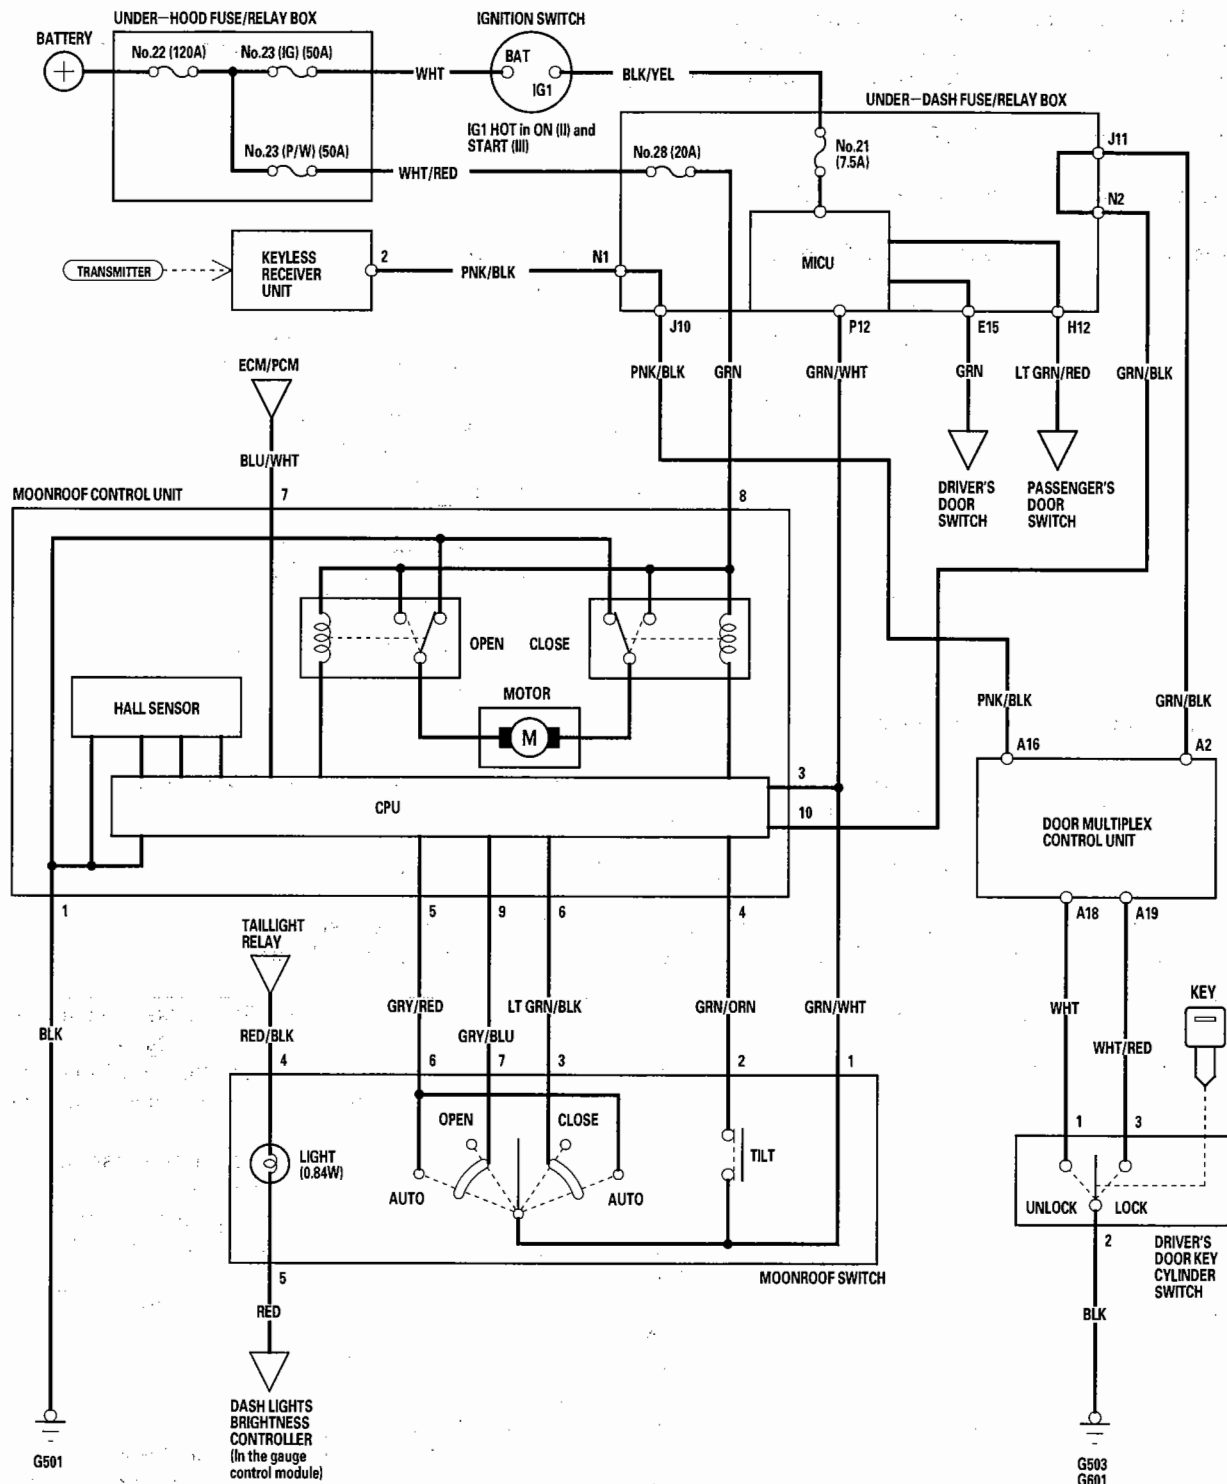 UNDER-HOOD FUSE/RELAY BOX
IGNITION SWITCH
BATTERY
No.22 (120A)
No.23 (IG) (50A)
BAT
WHT
BLK/YEL
IG1
UNDER-DASH FUSE/RELAY BOX
IG1 HOT in ON (II) and
START (III)
No.23 (P/W) (50A)
WHT/RED
No.28 (20A)
No.21
(7.5A)
J11
N2
TRANSMITTER
KEYLESS
RECEIVER
UNIT
2
PNK/BLK
N1
MICU
J10
P12
E15
H12
ECM/PCM
PNK/BLK
GRN
GRN/WHT
GRN
LT GRN/RED
GRN/BLK
BLU/WHT
MOONROOF CONTROL UNIT
7
8
DRIVER'S
DOOR
SWITCH
PASSENGER'S
DOOR
SWITCH
OPEN
CLOSE
HALL SENSOR
MOTOR
M
PNK/BLK
GRN/BLK
A16
A2
CPU
3
10
DOOR MULTIPLEX
CONTROL UNIT
1
5
9
6
4
A18
A19
TAILLIGHT
RELAY
KEY
BLK
RED/BLK
GRY/RED
GRY/BLU
LT GRN/BLK
GRN/ORN
GRN/WHT
WHT
WHT/RED
4
6
7
3
2
1
1
3
OPEN
CLOSE
LIGHT
(0.84W)
TILT
AUTO
AUTO
UNLOCK
LOCK
2
5
MOONROOF SWITCH
DRIVER'S
DOOR KEY
CYLINDER
SWITCH
RED
BLK
DASH LIGHTS
BRIGHTNESS
CONTROLLER
(In the gauge
control module)
G501
G503
G601